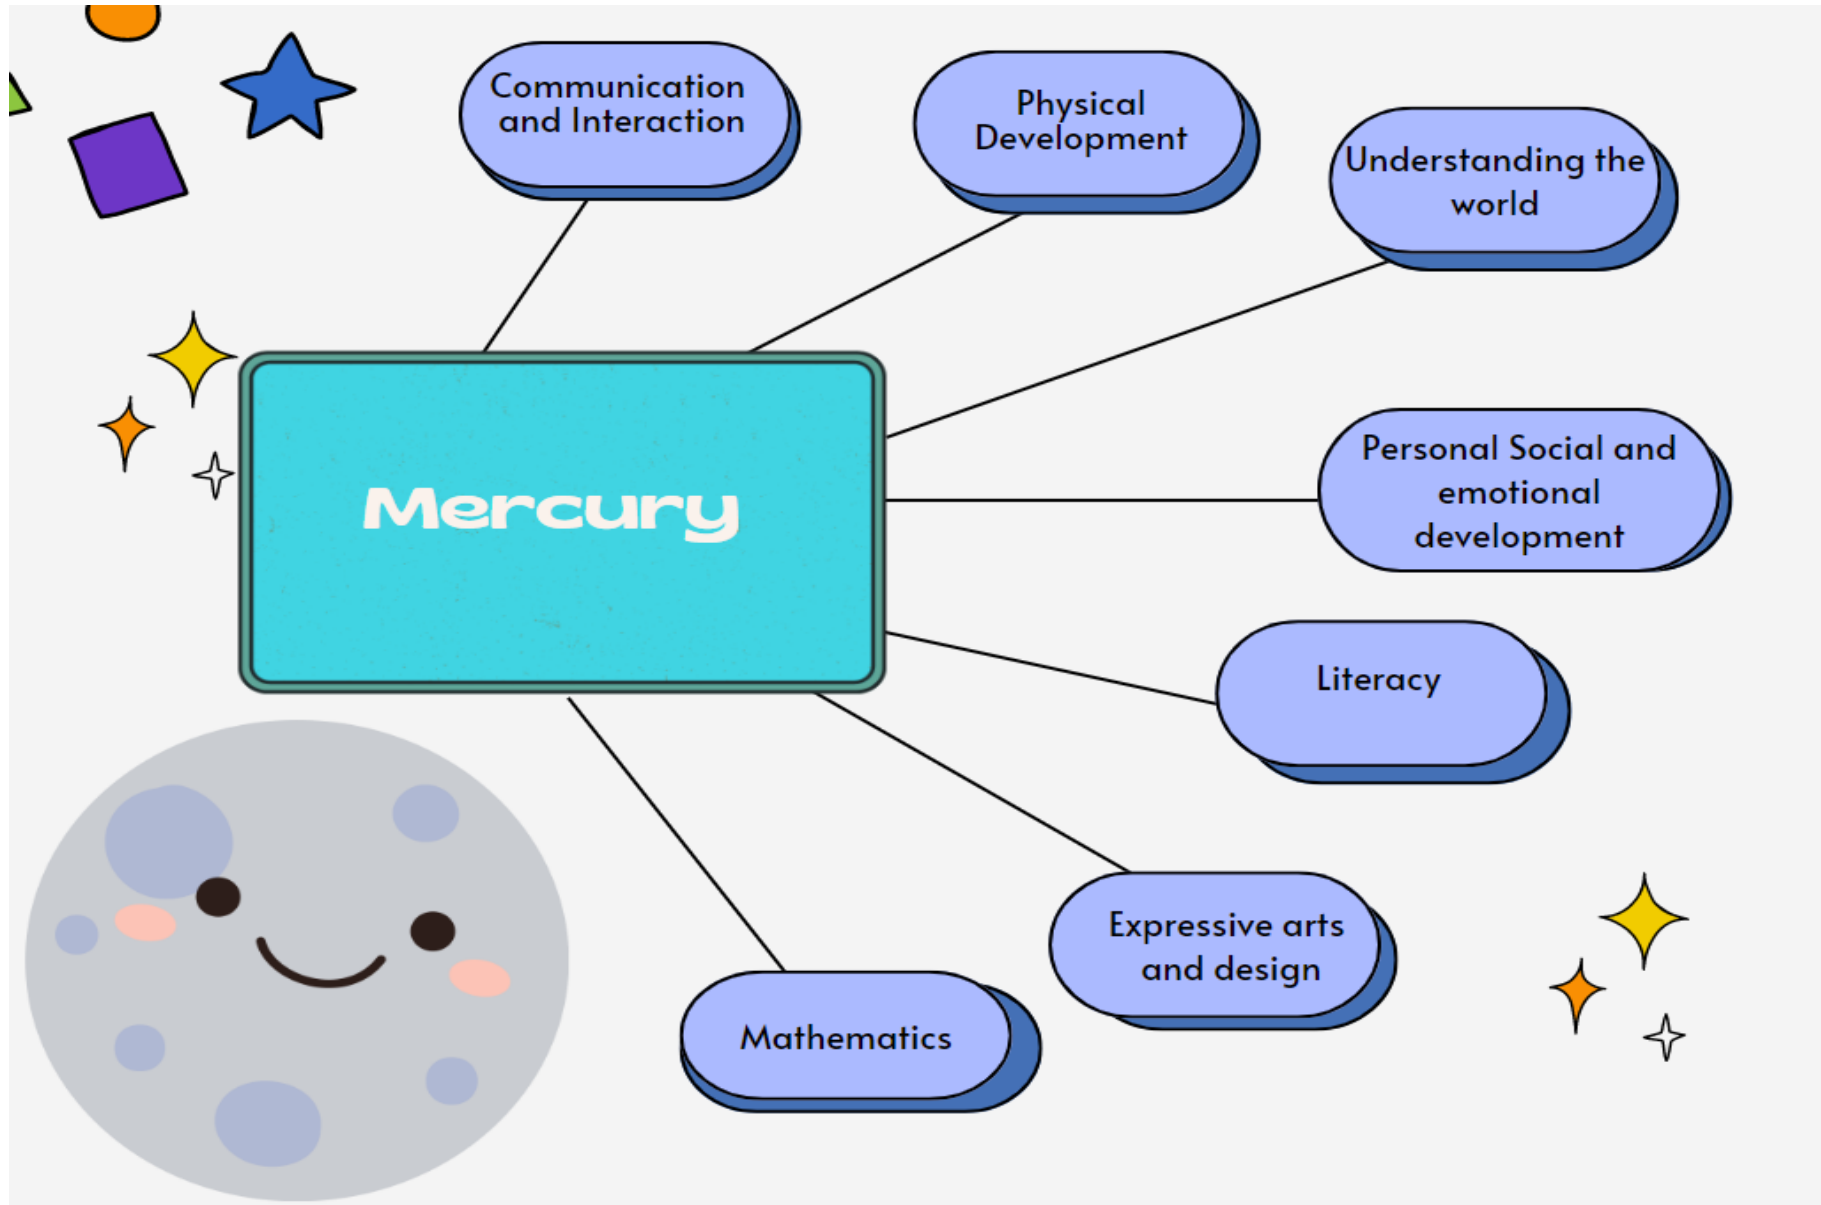 Communication
and Interaction
Physical
Development
Understanding the
world
Mercury
Personal Social and
emotional
development
Literacy
Expressive arts
and design
Mathematics